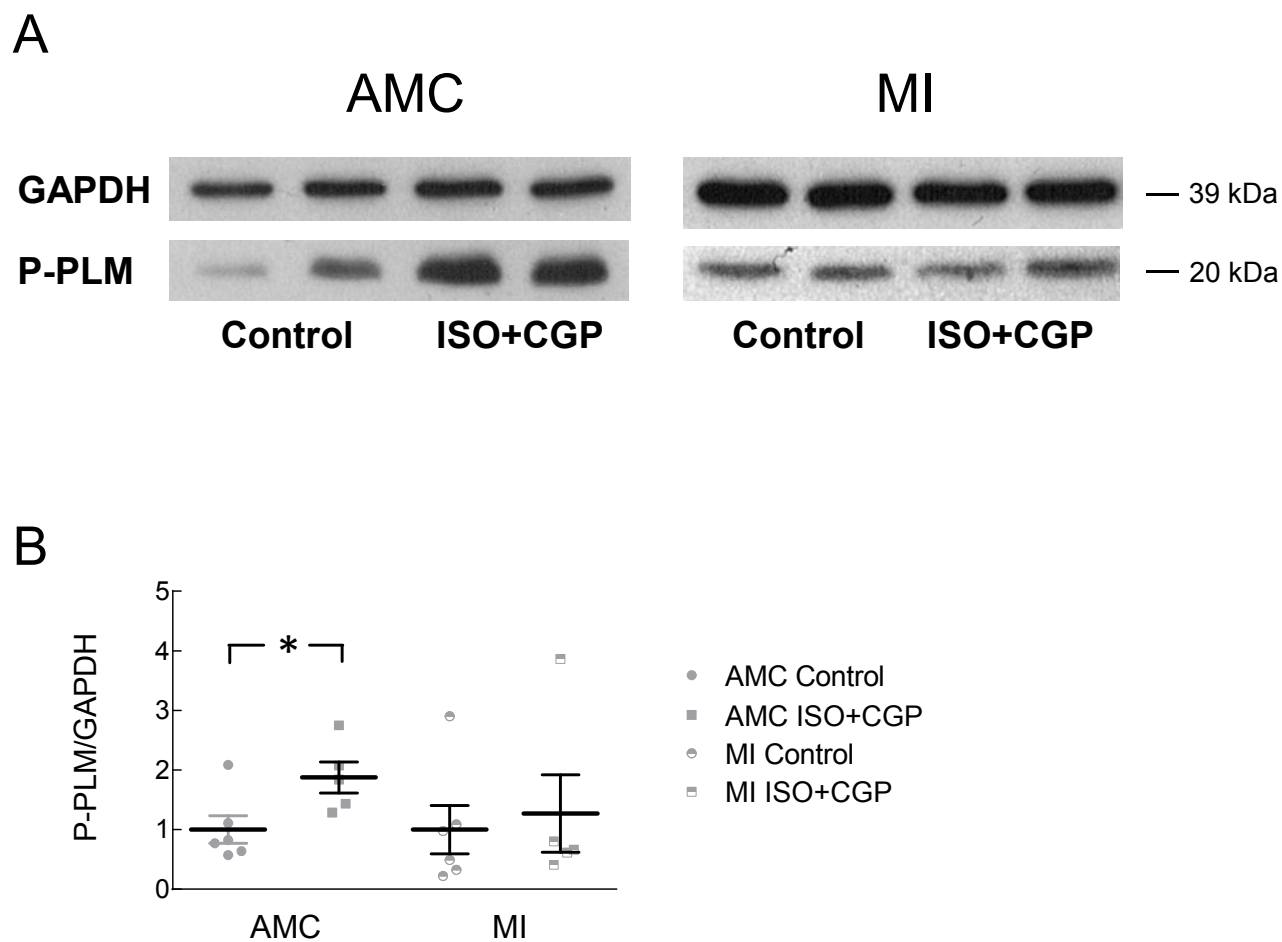 A
AMC MI
GAPDH 39 kDa
P-PLM 20 kDa
Control ISO+CGP Control ISO+CGP
B
P-PLM/GAPDH
5
4
3
2
1
0
*
AMC MI
AMC Control
AMC ISO+CGP
MI Control
MI ISO+CGP